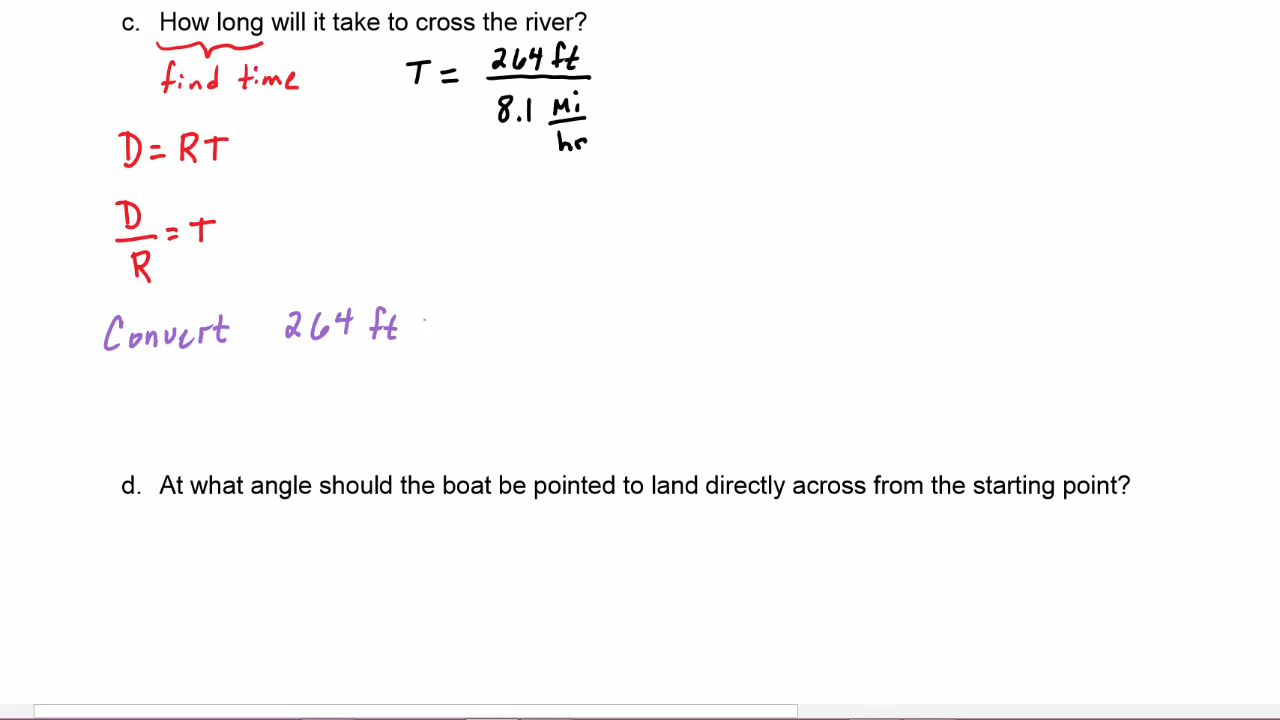 c. How long will it take to cross the river?
find time
T = 264 ft / 8.1 Mi/hr
D = RT
D/R = T
Convert 264 ft
d. At what angle should the boat be pointed to land directly across from the starting point?